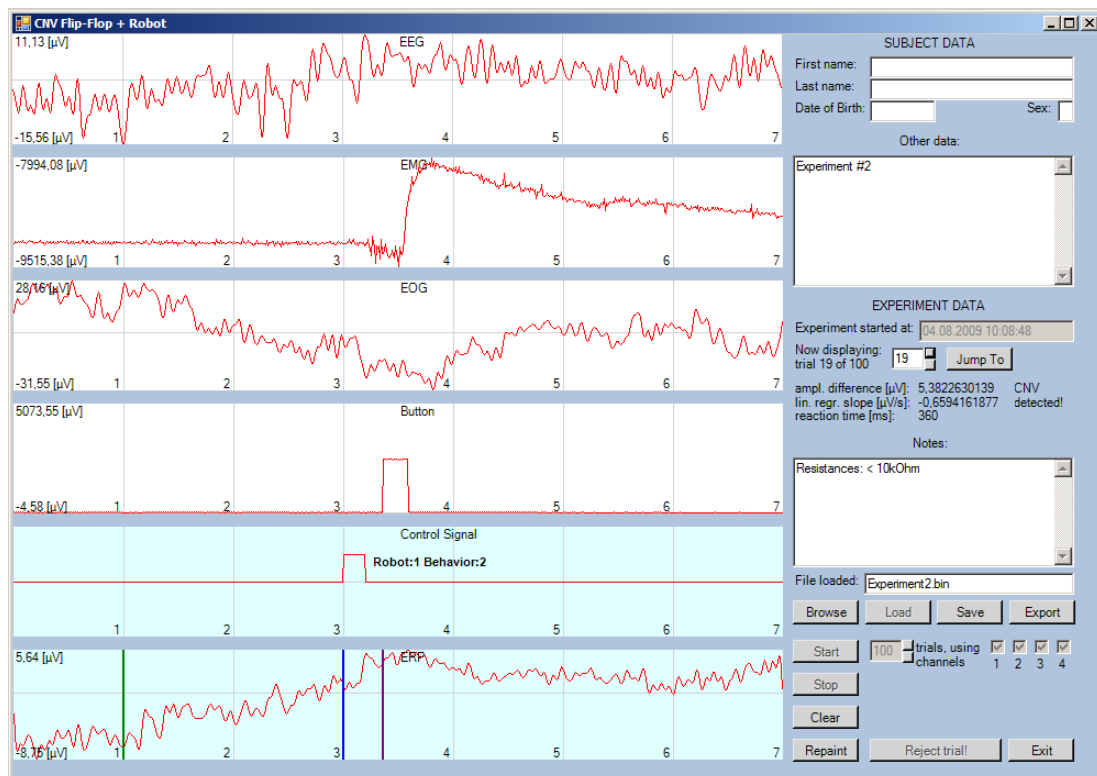 CNV Flip-Flop + Robot
11,13 [µV]
EEG
-15,56 [µV]
1 2 3 4 5 6 7
-7994,08 [µV]
EMG
-9515,38 [µV]
1 2 3 4 5 6 7
28,16 [µV]
EOG
-31,55 [µV]
1 2 3 4 5 6 7
5073,55 [µV]
Button
-4,58 [µV]
1 2 3 4 5 6 7
Control Signal
Robot:1 Behavior:2
1 2 3 4 5 6 7
5,64 [µV]
ERP
-8,75 [µV]
1 2 3 4 5 6 7
SUBJECT DATA
First name:
Last name:
Date of Birth: Sex:
Other data:
Experiment #2
EXPERIMENT DATA
Experiment started at: 04.08.2009 10:08:48
Now displaying:
trial 19 of 100 19 Jump To
ampl. difference [µV]: 5,3822630139 CNV
lin. regr. slope [µV/s]: -0,6594161877 detected!
reaction time [ms]: 360
Notes:
Resistances: < 10kOhm
File loaded: Experiment2.bin
Browse Load Save Export
Start 100 trials, using
channels 1 2 3 4
Stop
Clear
Repaint Reject trial! Exit